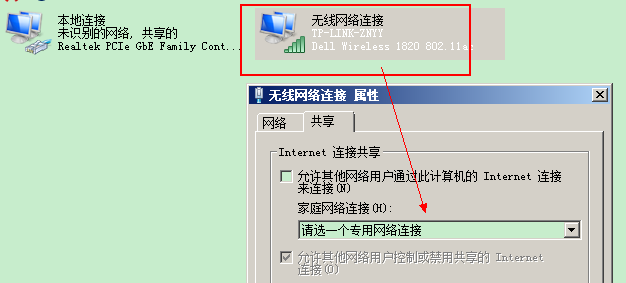 本地连接
未识别的网络，共享的
Realtek PCIe GbE Family Cont...
无线网络连接
TP-LINK-ZNYY
Dell Wireless 1820 802.11ac
无线网络连接 属性
网络
共享
Internet 连接共享
允许其他网络用户通过此计算机的 Internet 连接
来连接(N)
家庭网络连接(H):
请选一个专用网络连接
允许其他网络用户控制或禁用共享的 Internet
连接(O)